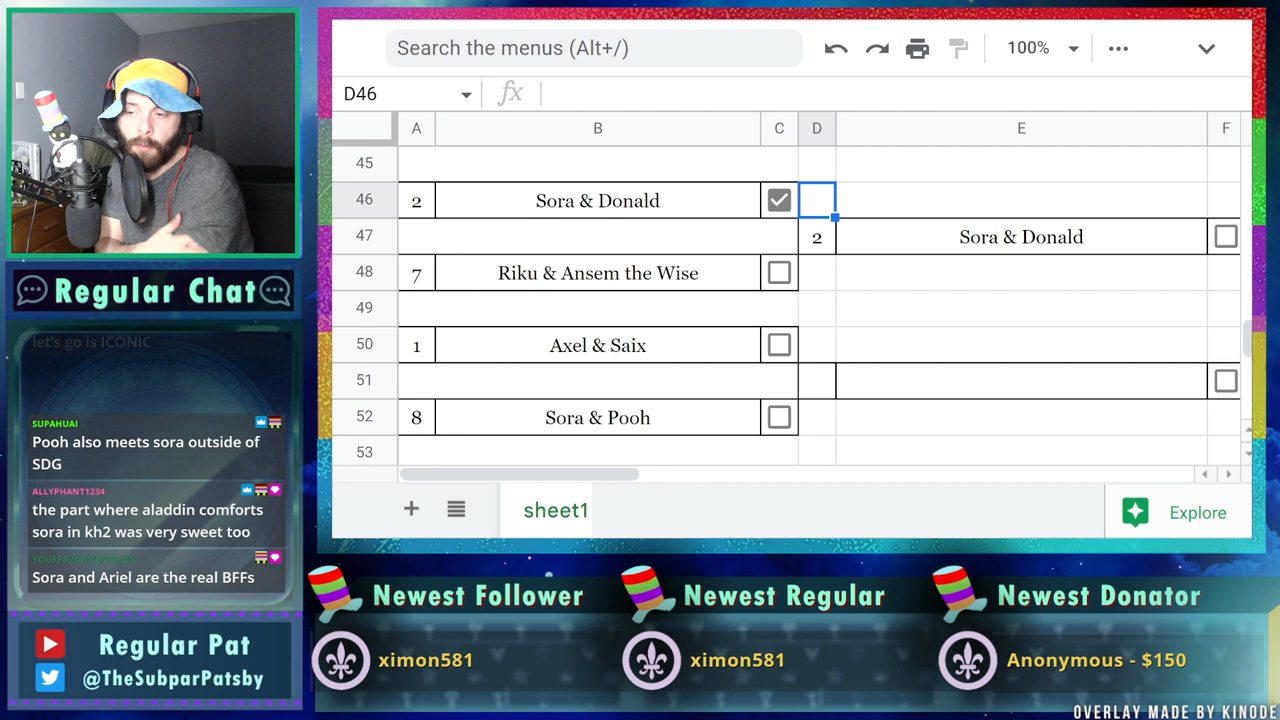 Search the menus (Alt+/)
100%
D46
fx
A B C D E F
45
46 2 Sora & Donald
47 2 Sora & Donald
48 7 Riku & Ansem the Wise
49
50 1 Axel & Saix
51
52 8 Sora & Pooh
53
sheet1
Explore
Regular Chat
let's go is ICONIC
SUPAHUAI
Pooh also meets sora outside of
SDG
ALLYPHANT1234
the part where aladdin comforts
sora in kh2 was very sweet too
Sora and Ariel are the real BFFs
Regular Pat
@TheSubparPatsby
Newest Follower
ximon581
Newest Regular
ximon581
Newest Donator
Anonymous - $150
OVERLAY MADE BY KINODE